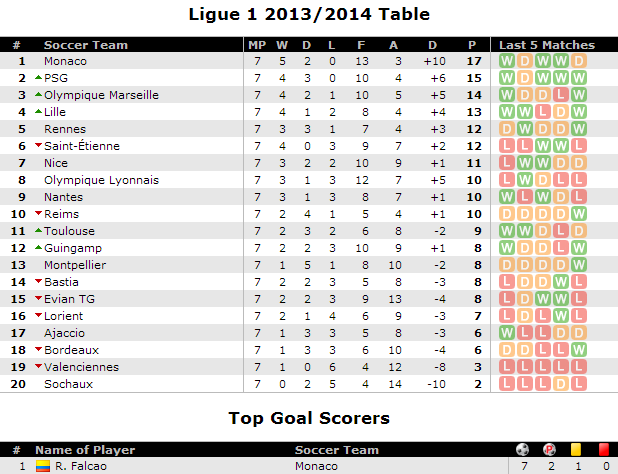 Ligue 1 2013/2014 Table
# Soccer Team MP W D L F A D P Last 5 Matches
1 Monaco 7 5 2 0 13 3 +10 17 W D W W D
2 PSG 7 4 3 0 10 4 +6 15 W D W W W
3 Olympique Marseille 7 4 2 1 10 5 +5 14 W D D L W
4 Lille 7 4 1 2 8 4 +4 13 W W L D W
5 Rennes 7 3 3 1 7 4 +3 12 D W D D W
6 Saint-Étienne 7 4 0 3 9 7 +2 12 L L W W L
7 Nice 7 3 2 2 10 9 +1 11 L W W D D
8 Olympique Lyonnais 7 3 1 3 12 7 +5 10 L W D L L
9 Nantes 7 3 1 3 8 7 +1 10 W L W D L
10 Reims 7 2 4 1 5 4 +1 10 D D D D W
11 Toulouse 7 2 3 2 6 8 -2 9 W W D L D
12 Guingamp 7 2 2 3 10 9 +1 8 W D D L W
13 Montpellier 7 1 5 1 8 10 -2 8 D D D D W
14 Bastia 7 2 2 3 5 8 -3 8 L D D W L
15 Evian TG 7 2 2 3 9 13 -4 8 L D W W L
16 Lorient 7 2 1 4 6 9 -3 7 L D L W L
17 Ajaccio 7 1 3 3 5 8 -3 6 W L L D D
18 Bordeaux 7 1 3 3 6 10 -4 6 D D L L W
19 Valenciennes 7 1 0 6 4 12 -8 3 L L L L L
20 Sochaux 7 0 2 5 4 14 -10 2 L L L D L
Top Goal Scorers
# Name of Player Soccer Team P
1 R. Falcao Monaco 7 2 1 0